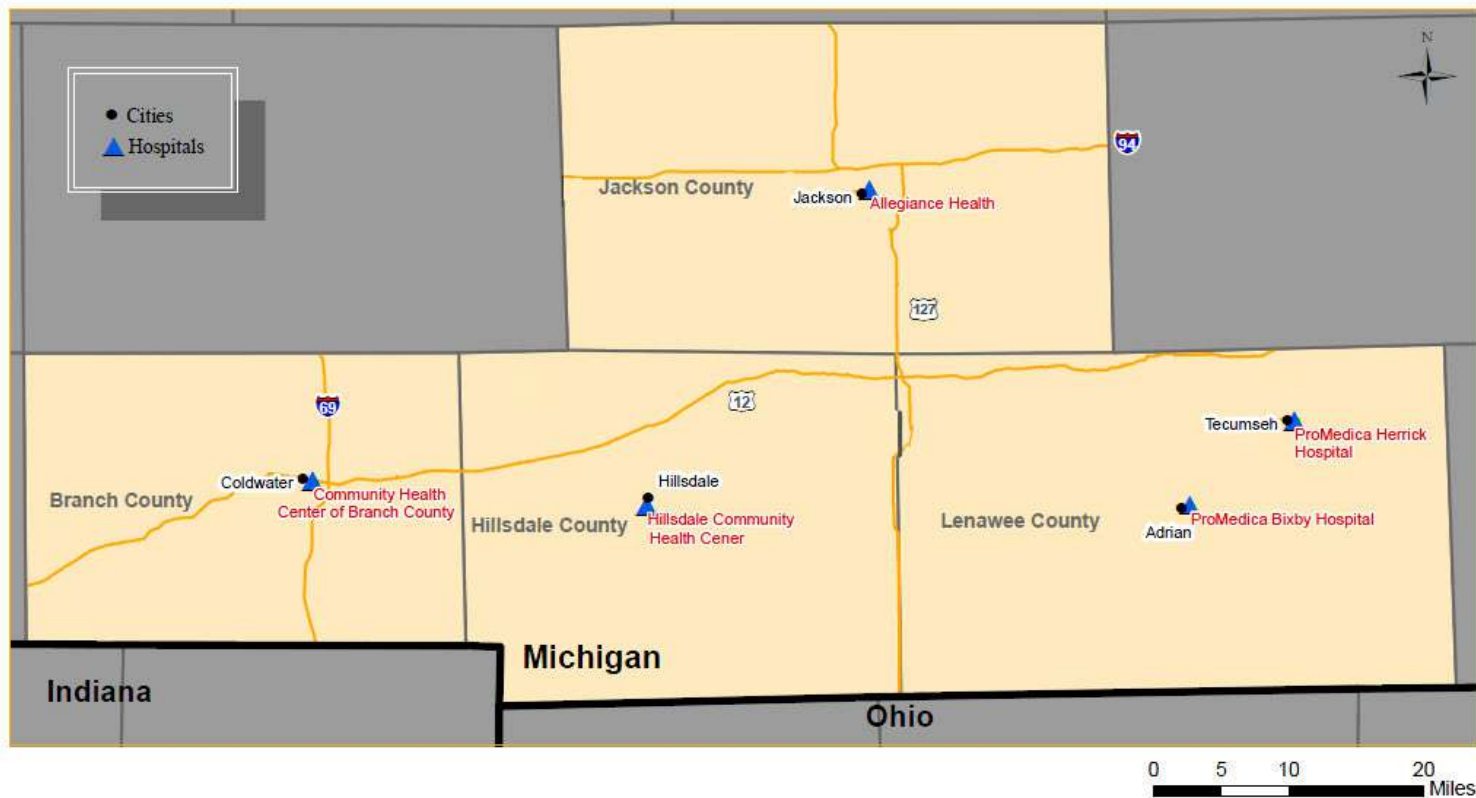 N
Cities
Hospitals
94
Jackson County
Jackson
Allegiance Health
127
69
12
Tecumseh
ProMedica Herrick
Hospital
Coldwater
Community Health
Center of Branch County
Branch County
Hillsdale
Hillsdale County
Hillsdale Community
Health Cener
Lenawee County
ProMedica Bixby Hospital
Adrian
Michigan
Indiana
Ohio
0 5 10 20
Miles